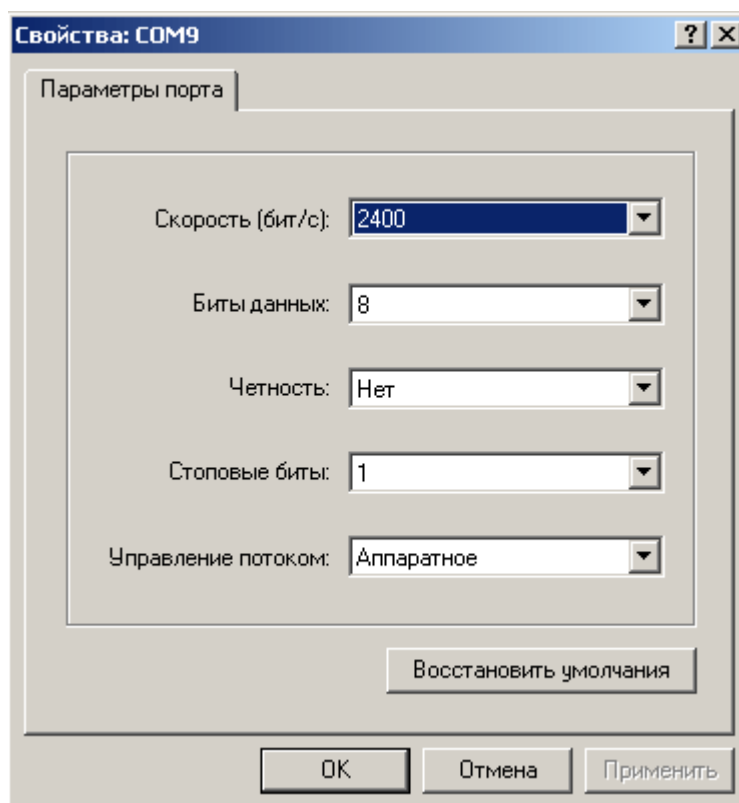 Свойства: COM9
Параметры порта
Скорость (бит/с): 2400
Биты данных: 8
Четность: Нет
Стоповые биты: 1
Управление потоком: Аппаратное
Восстановить умолчания
OK Отмена Применить